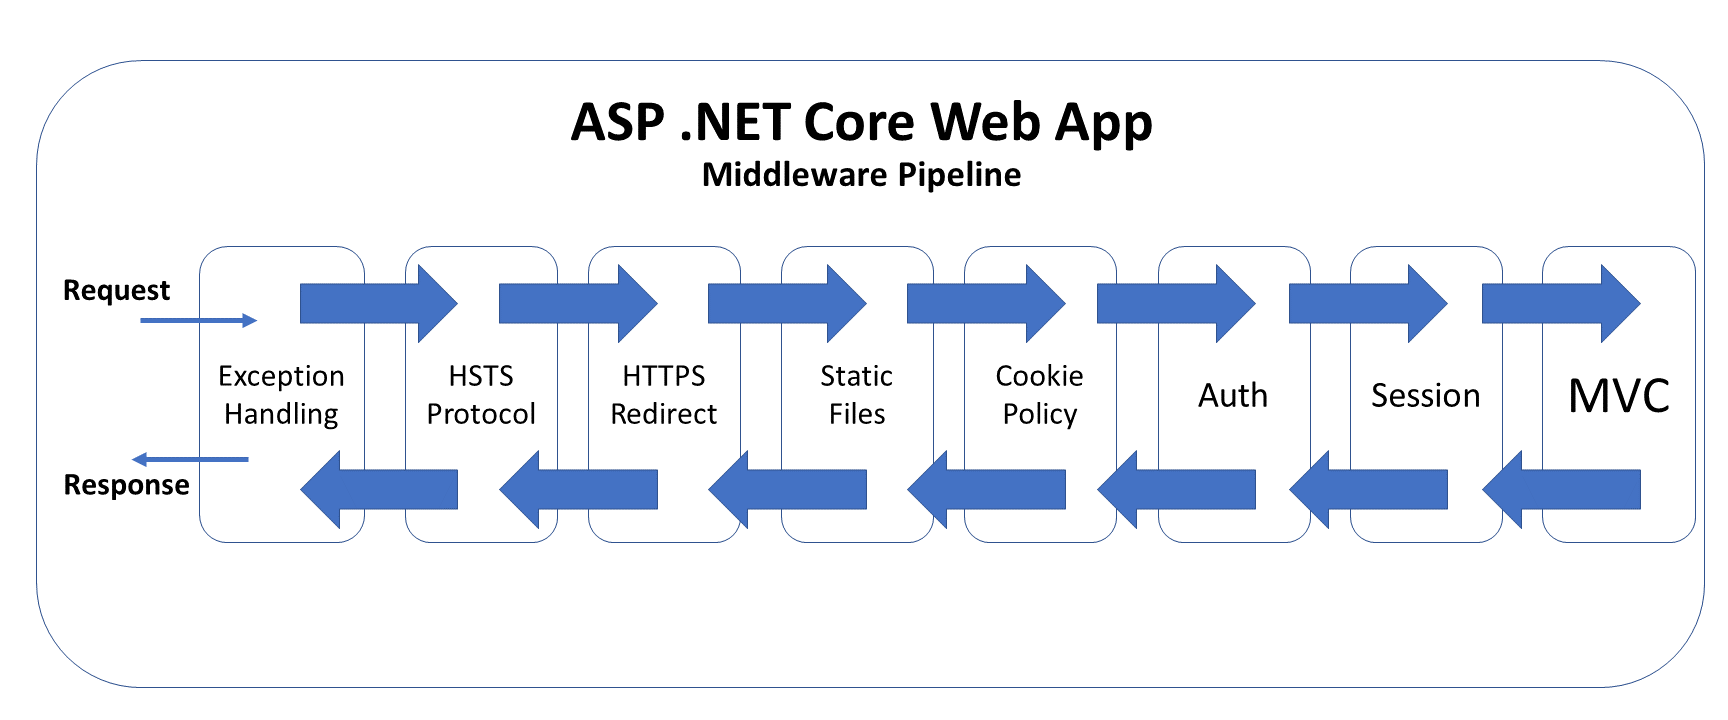 ASP .NET Core Web App
Middleware Pipeline
Request
Exception
Handling
HSTS
Protocol
HTTPS
Redirect
Static
Files
Cookie
Policy
Auth
Session
MVC
Response